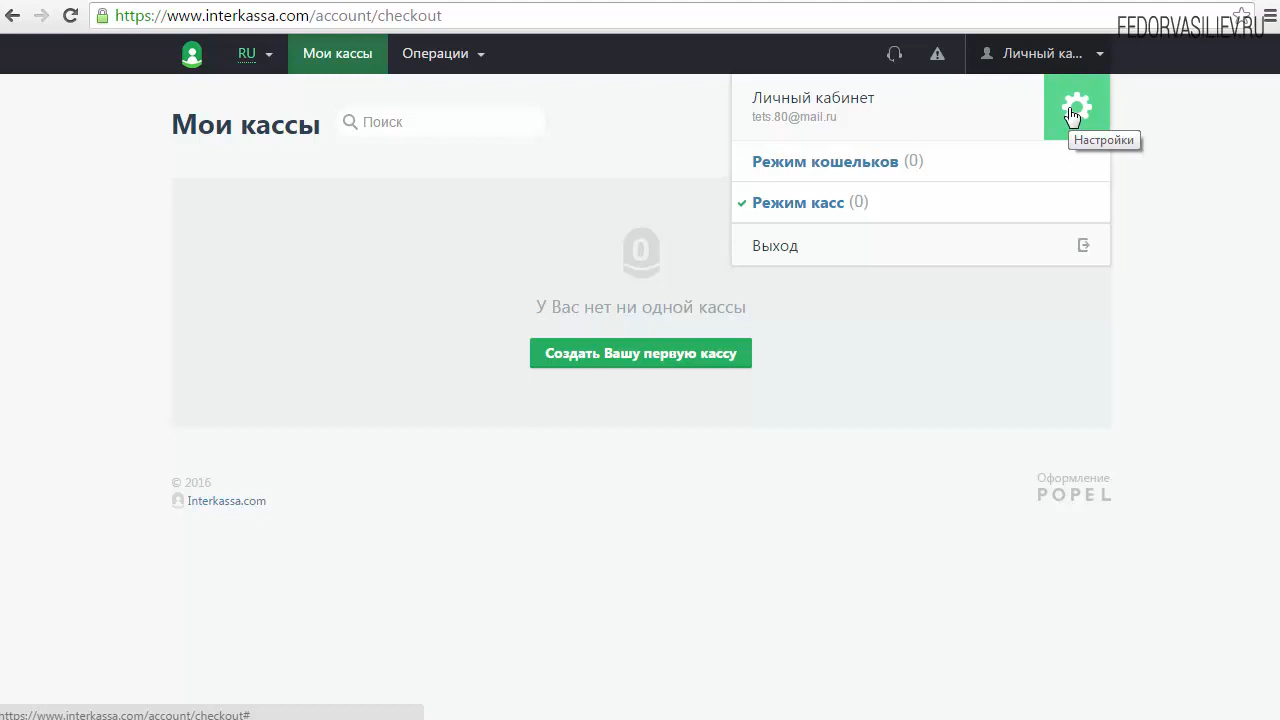 https://www.interkassa.com/account/checkout
FEDORVASILIEV.RU
RU
Мои кассы
Операции
Личный ка...
Личный кабинет
tets.80@mail.ru
Настройки
Мои кассы
Поиск
Режим кошельков (0)
Режим касс (0)
Выход
0
У Вас нет ни одной кассы
Создать Вашу первую кассу
© 2016
Interkassa.com
Оформление
POPEL
https://www.interkassa.com/account/checkout#